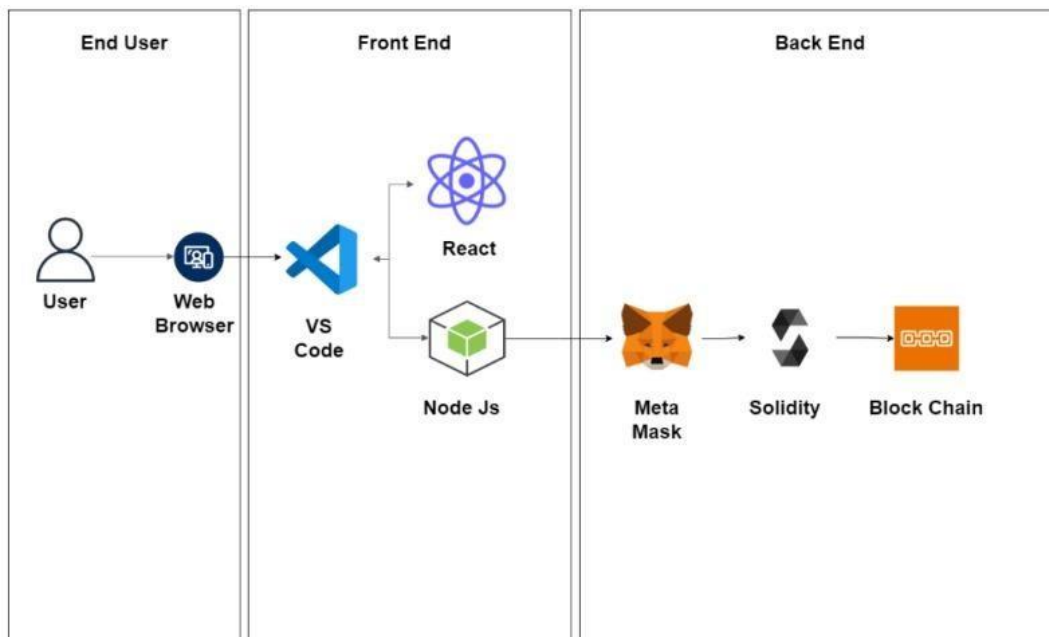 End User
Front End
Back End
User
Web
Browser
VS
Code
React
Node Js
Meta
Mask
Solidity
Block Chain